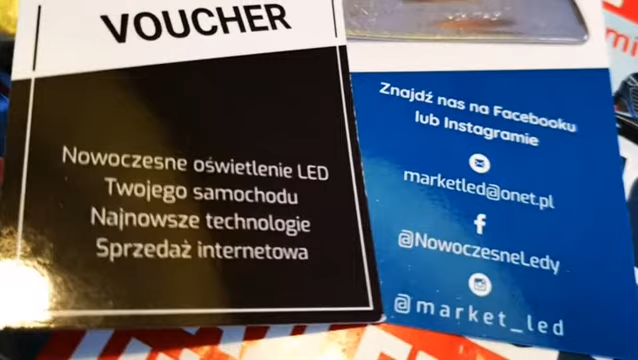 VOUCHER
Nowoczesne oświetlenie LED
Twojego samochodu
Najnowsze technologie
Sprzedaż internetowa
Znajdź nas na Facebooku
lub Instagramie
marketled@onet.pl
@NowoczesneLedy
@market_led